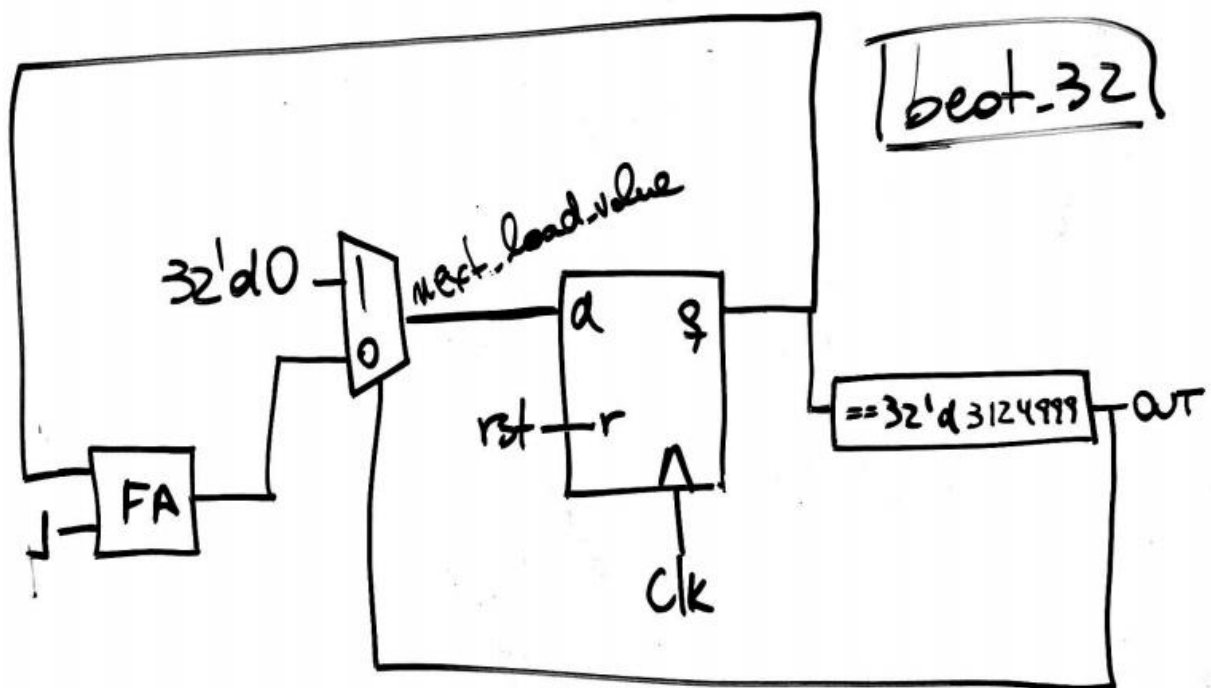 beat_32
next_load_value
32'd0
1
0
d
q
rst
r
==32'd3124999
OUT
FA
1
Clk